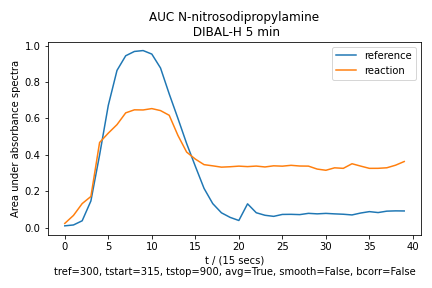 AUC N-nitrosodipropylamine
DIBAL-H 5 min
reference
reaction
Area under absorbance spectra
1.0
0.8
0.6
0.4
0.2
0.0
0 5 10 15 20 25 30 35 40
t / (15 secs)
tref=300, tstart=315, tstop=900, avg=True, smooth=False, bcorr=False